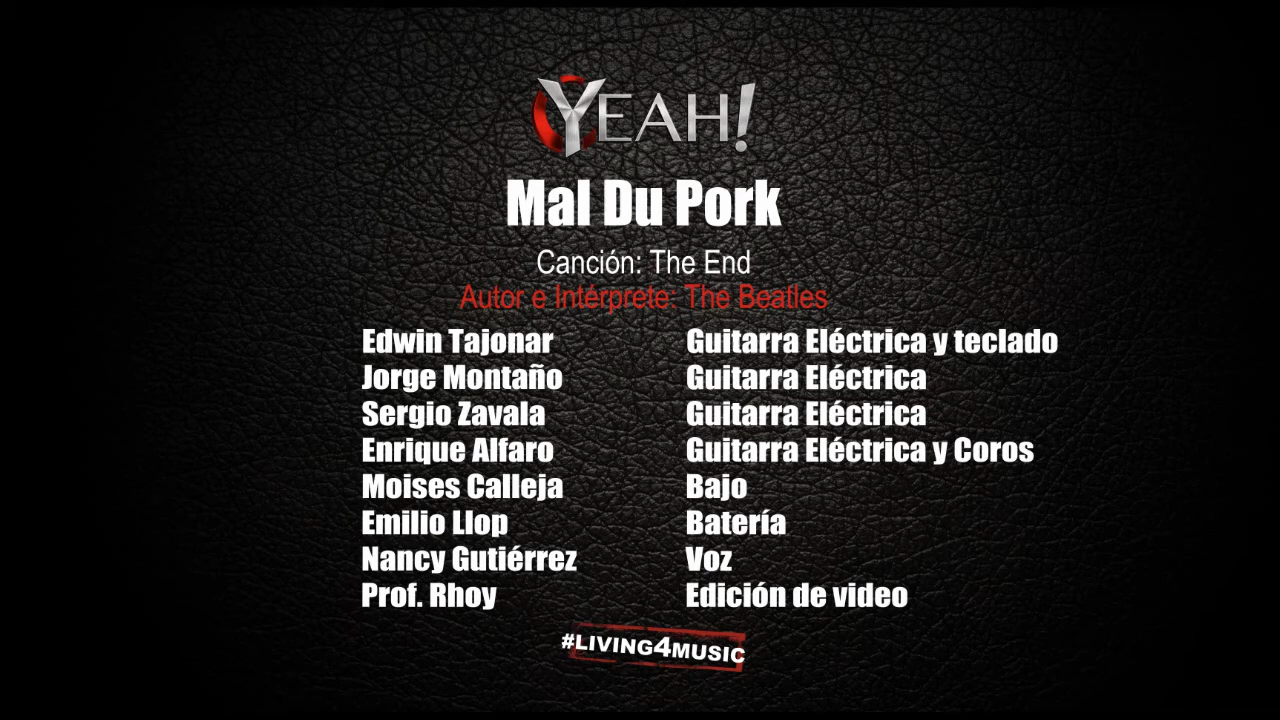 YEAH!
Mal Du Pork
Canción: The End
Autor e Intérprete: The Beatles
Edwin Tajonar Guitarra Eléctrica y teclado
Jorge Montaño Guitarra Eléctrica
Sergio Zavala Guitarra Eléctrica
Enrique Alfaro Guitarra Eléctrica y Coros
Moises Calleja Bajo
Emilio Llop Batería
Nancy Gutiérrez Voz
Prof. Rhoy Edición de video
#LIVING4MUSIC